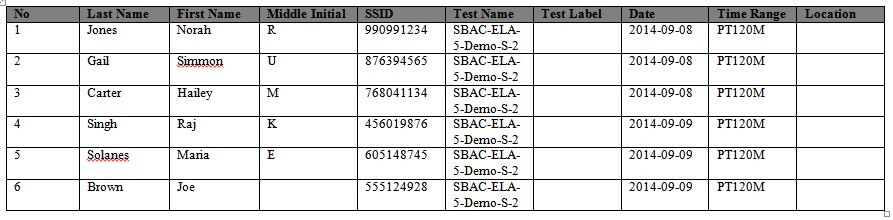 No Last Name First Name Middle Initial SSID Test Name Test Label Date Time Range Location
1 Jones Norah R 990991234 SBAC-ELA- 2014-09-08 PT120M
5-Demo-S-2
2 Gail Simmon U 876394565 SBAC-ELA- 2014-09-08 PT120M
5-Demo-S-2
3 Carter Hailey M 768041134 SBAC-ELA- 2014-09-08 PT120M
5-Demo-S-2
4 Singh Raj K 456019876 SBAC-ELA- 2014-09-09 PT120M
5-Demo-S-2
5 Solanes Maria E 605148745 SBAC-ELA- 2014-09-09 PT120M
5-Demo-S-2
6 Brown Joe 555124928 SBAC-ELA- 2014-09-09 PT120M
5-Demo-S-2